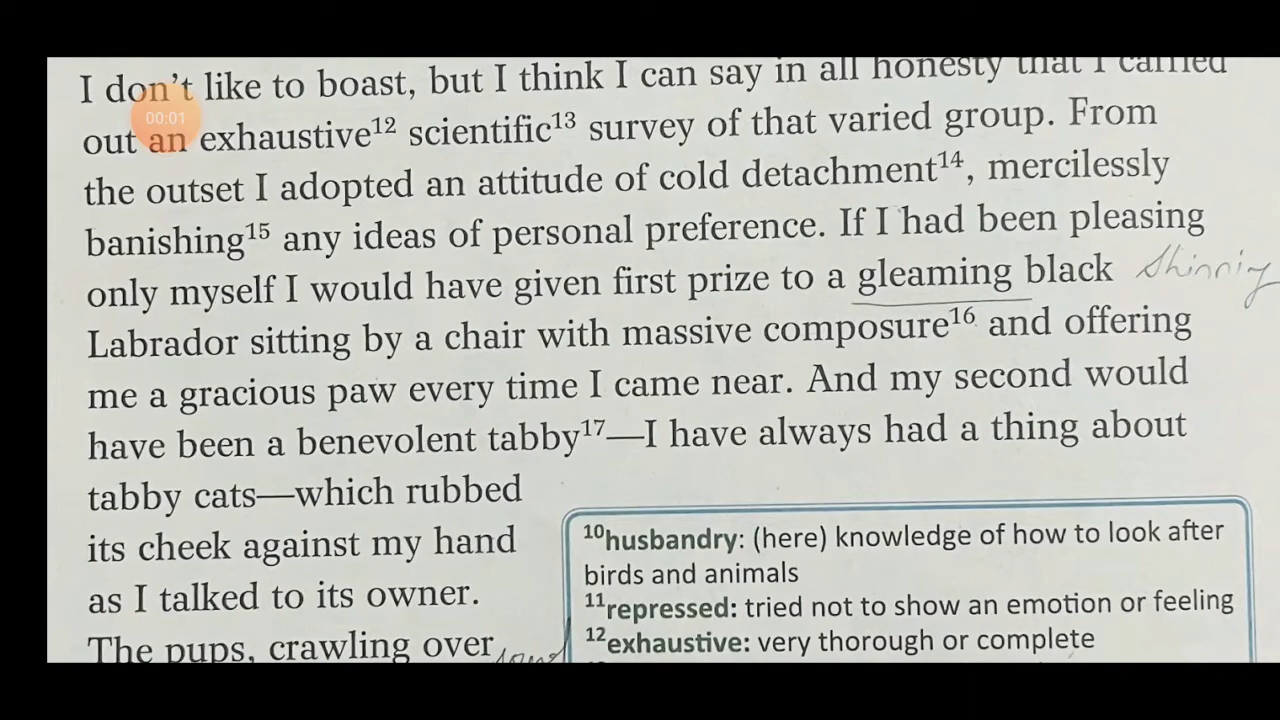 I don't like to boast, but I think I can say in all honesty that I carried
00:01
out an exhaustive¹² scientific¹³ survey of that varied group. From
the outset I adopted an attitude of cold detachment¹⁴, mercilessly
banishing¹⁵ any ideas of personal preference. If I had been pleasing
only myself I would have given first prize to a gleaming black Shinniy
Labrador sitting by a chair with massive composure¹⁶ and offering
me a gracious paw every time I came near. And my second would
have been a benevolent tabby¹⁷—I have always had a thing about
tabby cats—which rubbed
its cheek against my hand
as I talked to its owner.
The pups, crawling over
¹⁰husbandry: (here) knowledge of how to look after
birds and animals
¹¹repressed: tried not to show an emotion or feeling
¹²exhaustive: very thorough or complete